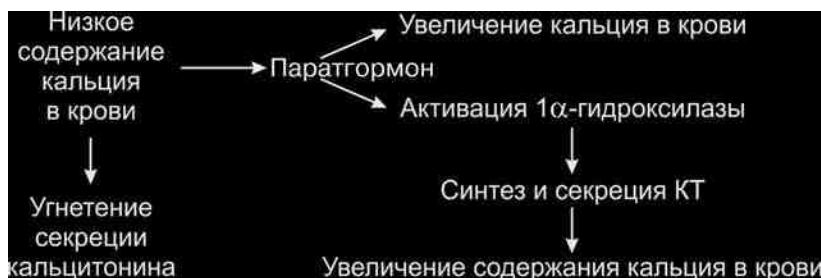 Низкое
содержание
кальция
в крови
Паратгормон
Увеличение кальция в крови
Активация 1α-гидроксилазы
Синтез и секреция КТ
Увеличение содержания кальция в крови
Угнетение
секреции
кальцитонина